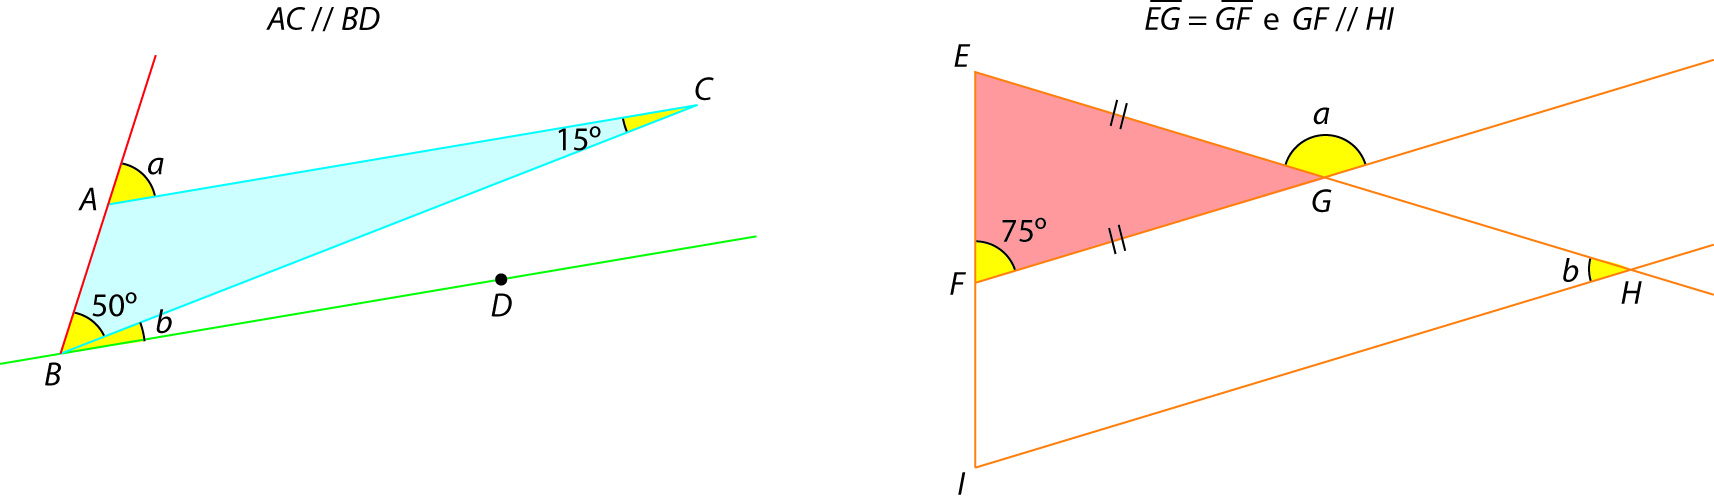 AC // BD
C
15º
a
A
50º
b
D
B
EG = GF e GF // HI
E
a
G
75º
F
b
H
I